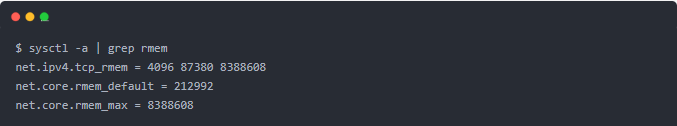 $ sysctl -a | grep rmem
net.ipv4.tcp_rmem = 4096 87380 8388608
net.core.rmem_default = 212992
net.core.rmem_max = 8388608